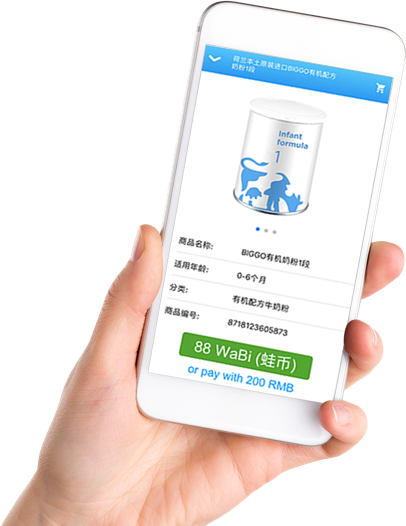 荷兰本土原装进口BIGGO有机配方
奶粉1段
Infant
formula
1
商品名称: BIGGO有机奶粉1段
适用年龄: 0-6个月
分类: 有机配方牛奶粉
商品编号: 8718123605873
88 WaBi (蛙币)
or pay with 200 RMB